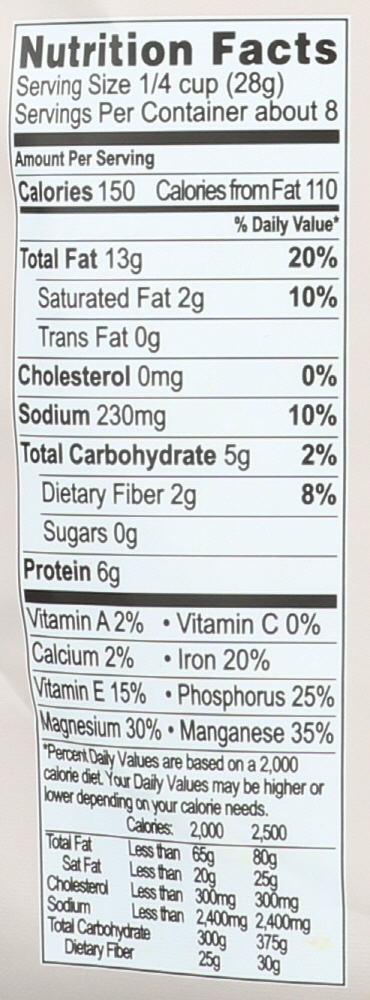 Nutrition Facts
Serving Size 1/4 cup (28g)
Servings Per Container about 8
Amount Per Serving
Calories 150 Calories from Fat 110
% Daily Value*
Total Fat 13g 20%
Saturated Fat 2g 10%
Trans Fat 0g
Cholesterol 0mg 0%
Sodium 230mg 10%
Total Carbohydrate 5g 2%
Dietary Fiber 2g 8%
Sugars 0g
Protein 6g
Vitamin A 2% • Vitamin C 0%
Calcium 2% • Iron 20%
Vitamin E 15% • Phosphorus 25%
Magnesium 30% • Manganese 35%
*Percent Daily Values are based on a 2,000
calorie diet. Your Daily Values may be higher or
lower depending on your calorie needs.
Calories: 2,000 2,500
Total Fat Less than 65g 80g
Sat Fat Less than 20g 25g
Cholesterol Less than 300mg 300mg
Sodium Less than 2,400mg 2,400mg
Total Carbohydrate 300g 375g
Dietary Fiber 25g 30g